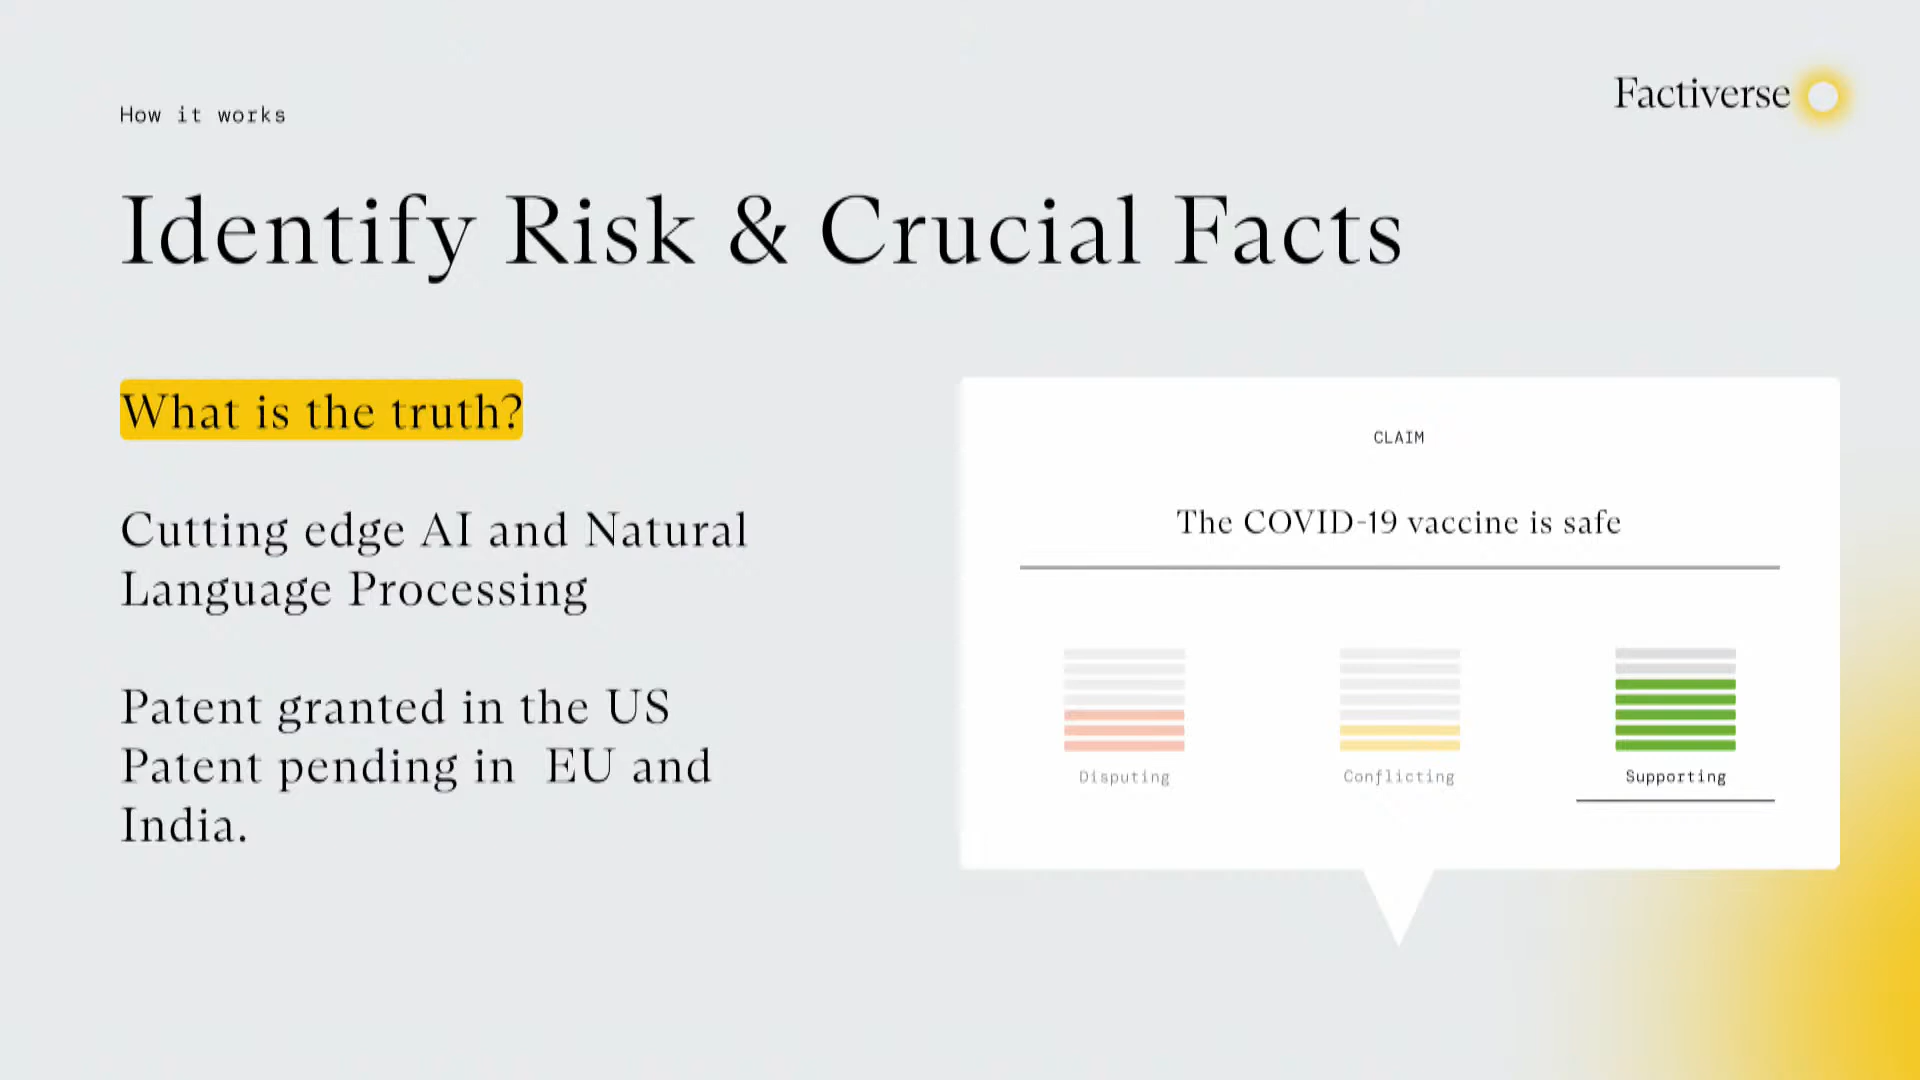 How it works
Factiverse
Identify Risk & Crucial Facts
What is the truth?
Cutting edge AI and Natural
Language Processing
Patent granted in the US
Patent pending in  EU and
India.
CLAIM
The COVID-19 vaccine is safe
Disputing
Conflicting
Supporting